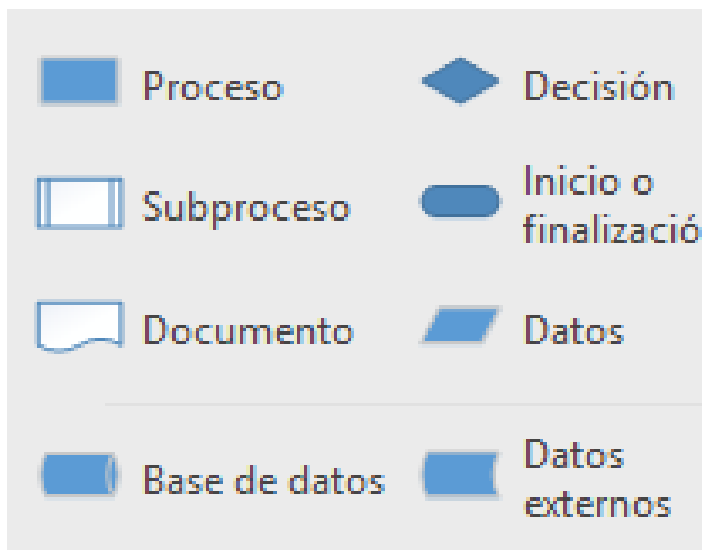 Proceso
Decisión
Subproceso
Inicio o
finalizació
Documento
Datos
Base de datos
Datos
externos